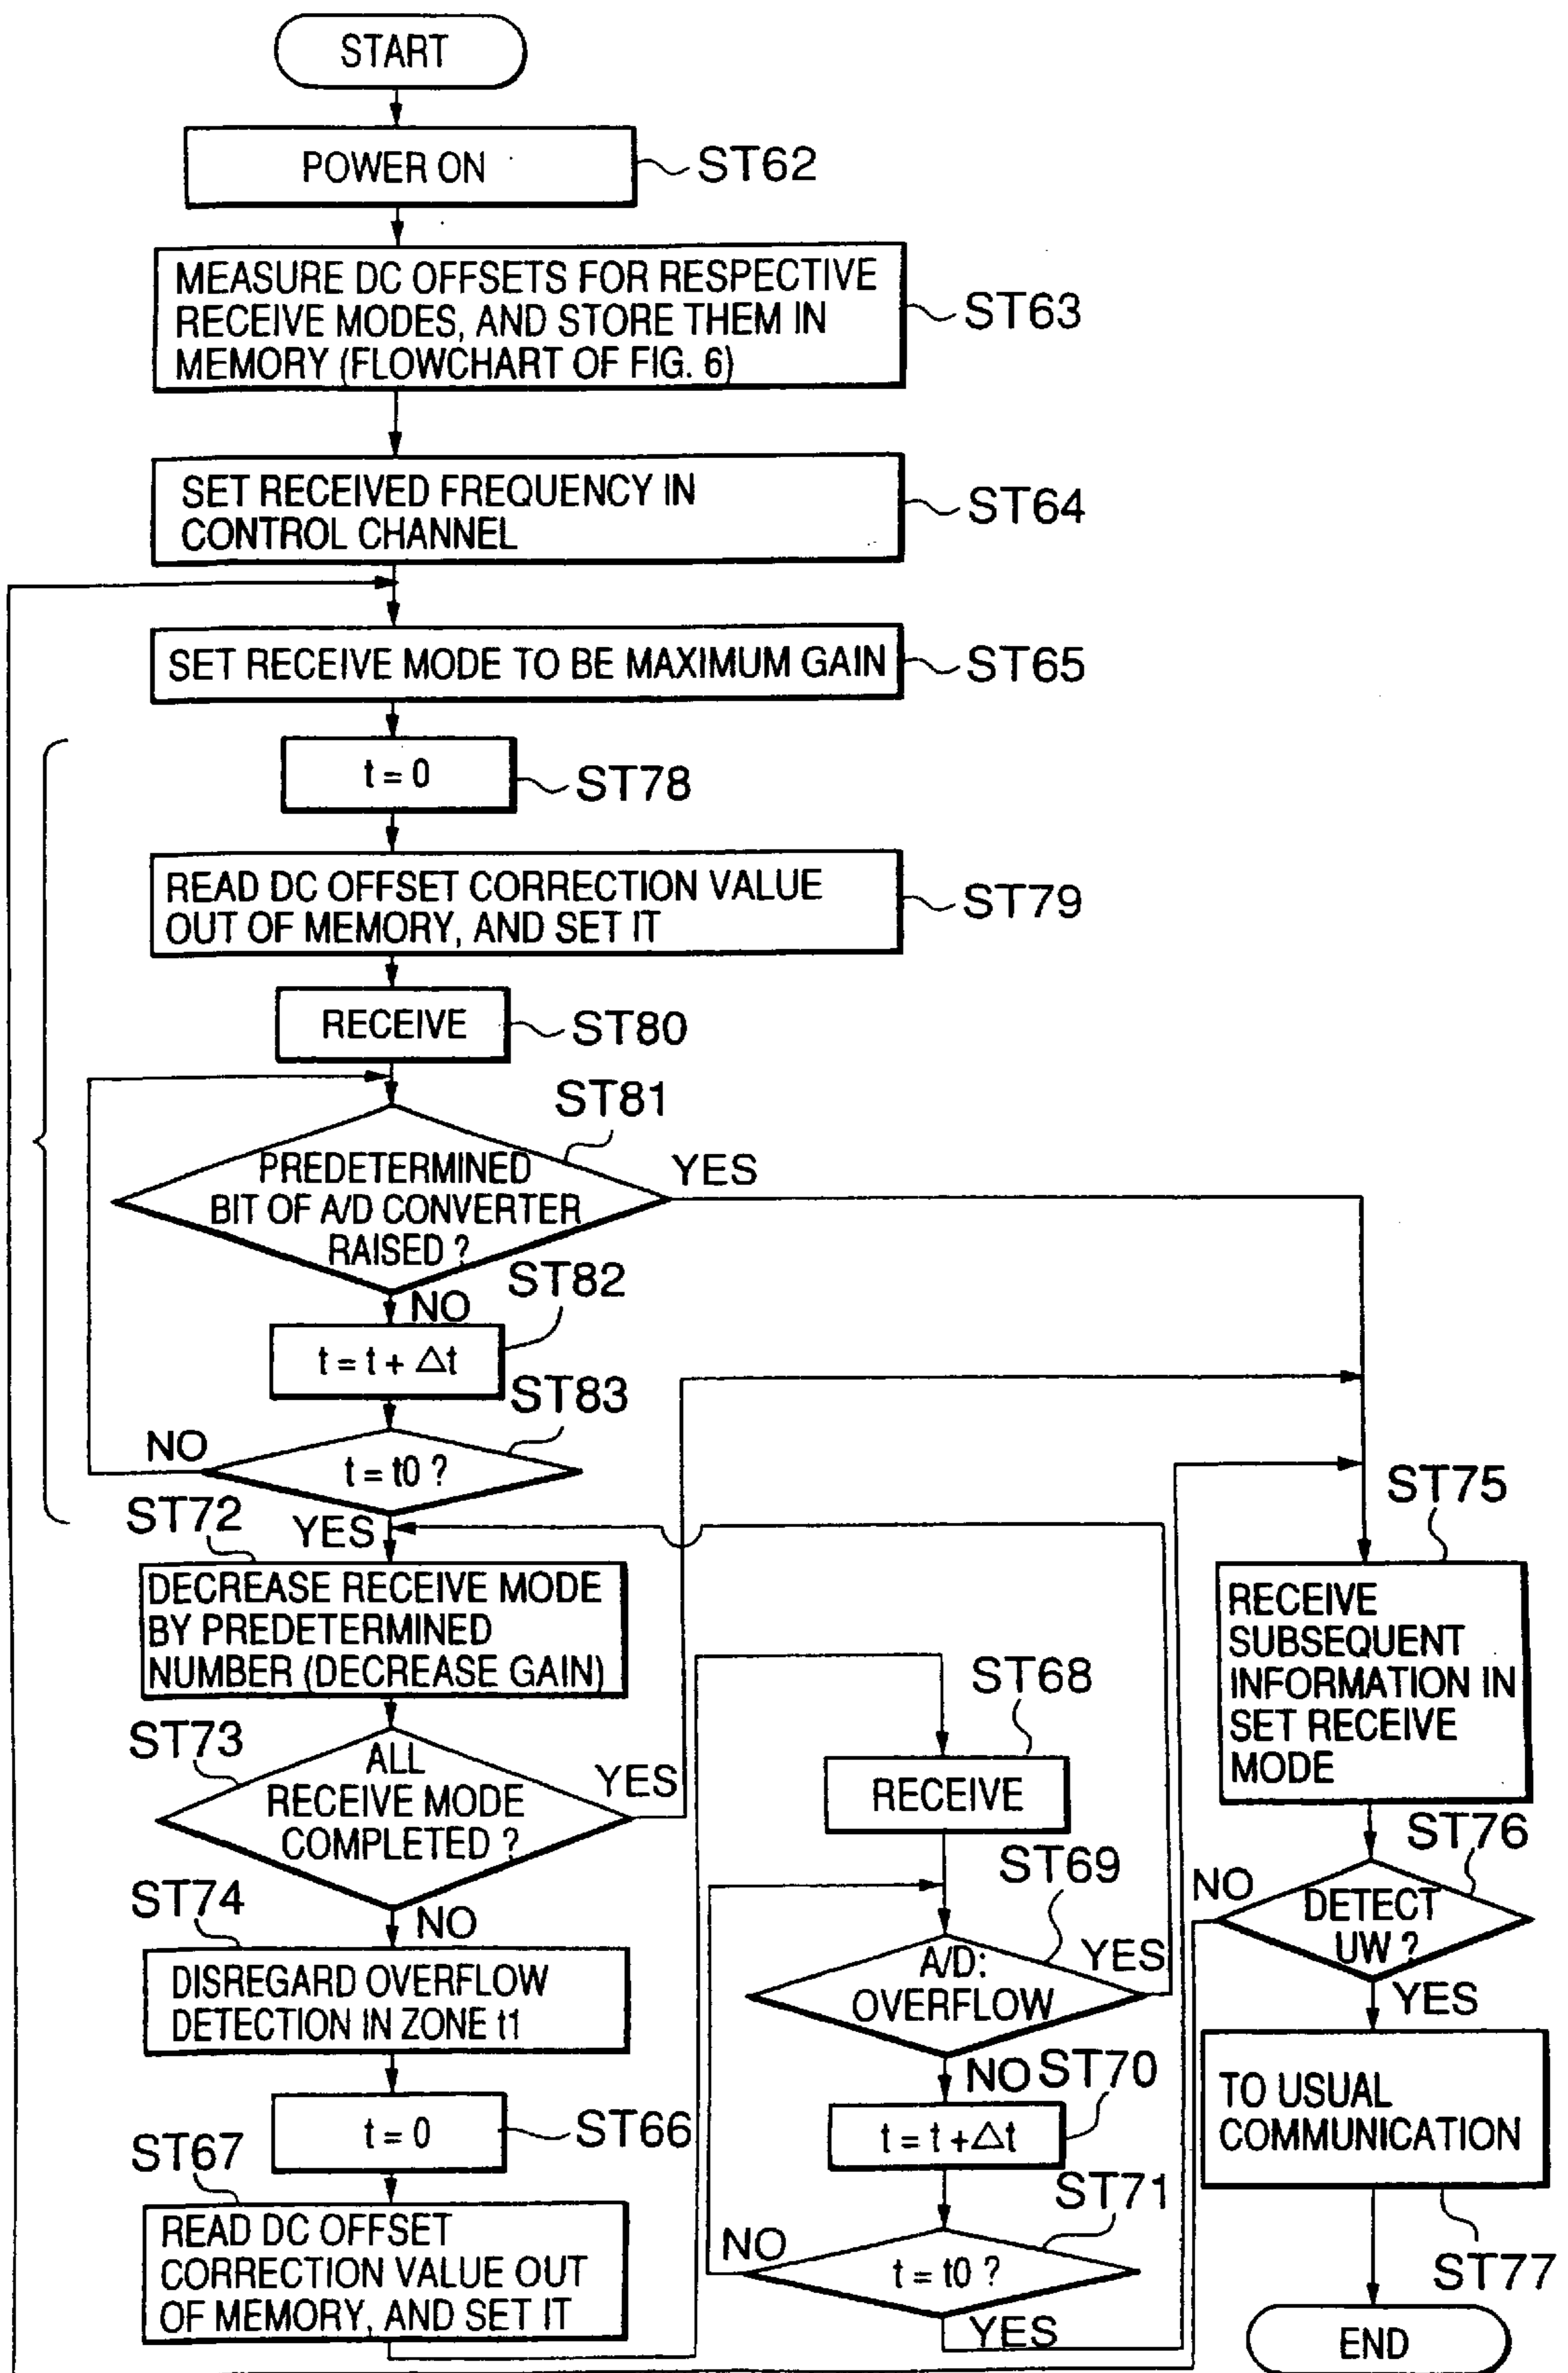 START
POWER ON
ST62
MEASURE DC OFFSETS FOR RESPECTIVE
RECEIVE MODES, AND STORE THEM IN
MEMORY (FLOWCHART OF FIG. 6)
ST63
SET RECEIVED FREQUENCY IN
CONTROL CHANNEL
ST64
SET RECEIVE MODE TO BE MAXIMUM GAIN
ST65
t = 0
ST78
READ DC OFFSET CORRECTION VALUE
OUT OF MEMORY, AND SET IT
ST79
RECEIVE
ST80
ST81
PREDETERMINED
BIT OF A/D CONVERTER
RAISED ?
YES
NO
ST82
t = t + △t
ST83
t = t0 ?
NO
YES
ST72
DECREASE RECEIVE MODE
BY PREDETERMINED
NUMBER (DECREASE GAIN)
ST73
ALL
RECEIVE MODE
COMPLETED ?
YES
NO
ST74
DISREGARD OVERFLOW
DETECTION IN ZONE t1
t = 0
ST66
ST67
READ DC OFFSET
CORRECTION VALUE OUT
OF MEMORY, AND SET IT
ST68
RECEIVE
ST69
A/D:
OVERFLOW
YES
NO
ST70
t = t +△t
ST71
t = t0 ?
NO
YES
ST75
RECEIVE
SUBSEQUENT
INFORMATION IN
SET RECEIVE
MODE
ST76
DETECT
UW ?
NO
YES
TO USUAL
COMMUNICATION
ST77
END